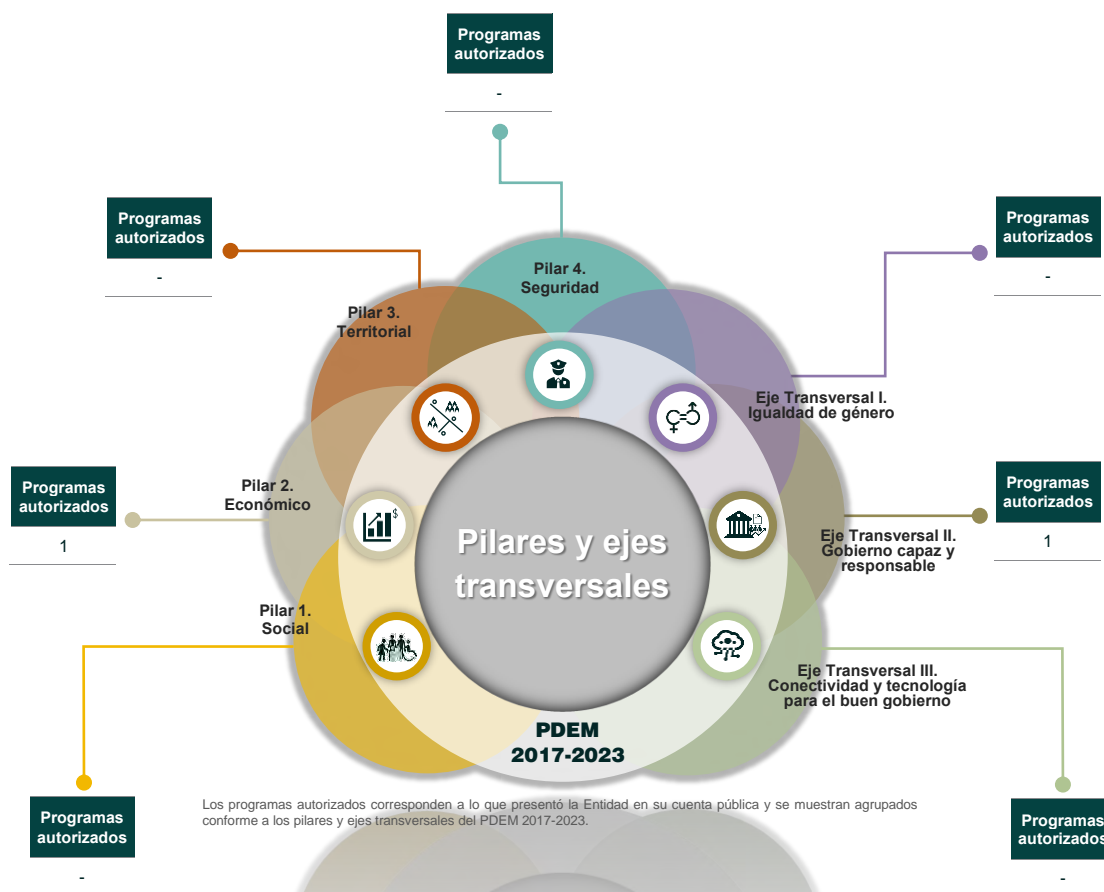 Programas
autorizados
-
Programas
autorizados
-
Programas
autorizados
-
Pilar 4.
Seguridad
Pilar 3.
Territorial
Eje Transversal I.
Igualdad de género
Programas
autorizados
1
Pilar 2.
Económico
$
Programas
autorizados
1
Eje Transversal II.
Gobierno capaz y
responsable
Pilares y ejes
transversales
Pilar 1.
Social
Eje Transversal III.
Conectividad y tecnología
para el buen gobierno
PDEM
2017-2023
Los programas autorizados corresponden a lo que presentó la Entidad en su cuenta pública y se muestran agrupados
conforme a los pilares y ejes transversales del PDEM 2017-2023.
Programas
autorizados
-
Programas
autorizados
-